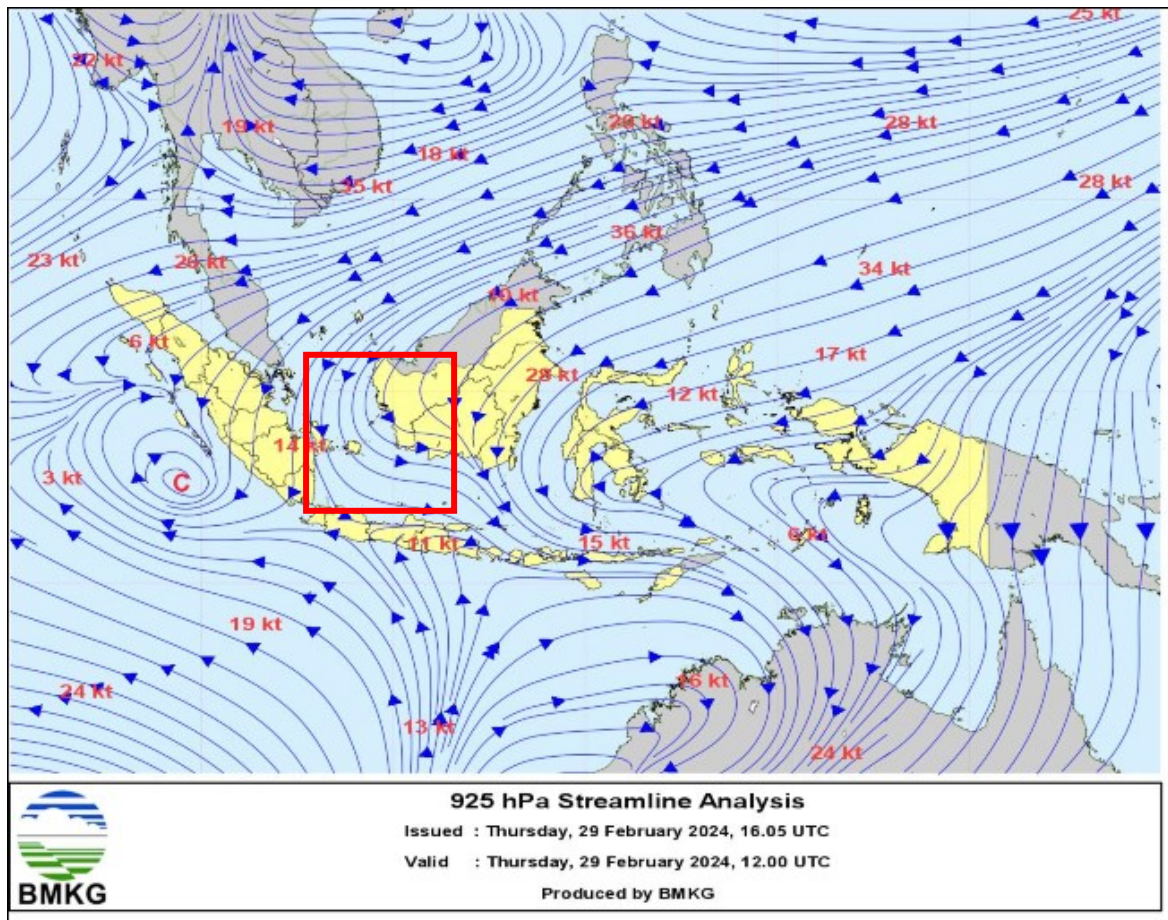 25 kt
22 kt
19 kt
20 kt
28 kt
18 kt
25 kt
28 kt
36 kt
23 kt
26 kt
34 kt
19 kt
6 kt
17 kt
28 kt
12 kt
14 kt
3 kt
C
11 kt
15 kt
6 kt
19 kt
16 kt
24 kt
13 kt
24 kt
925 hPa Streamline Analysis
Issued : Thursday, 29 February 2024, 16.05 UTC
Valid : Thursday, 29 February 2024, 12.00 UTC
Produced by BMKG
BMKG